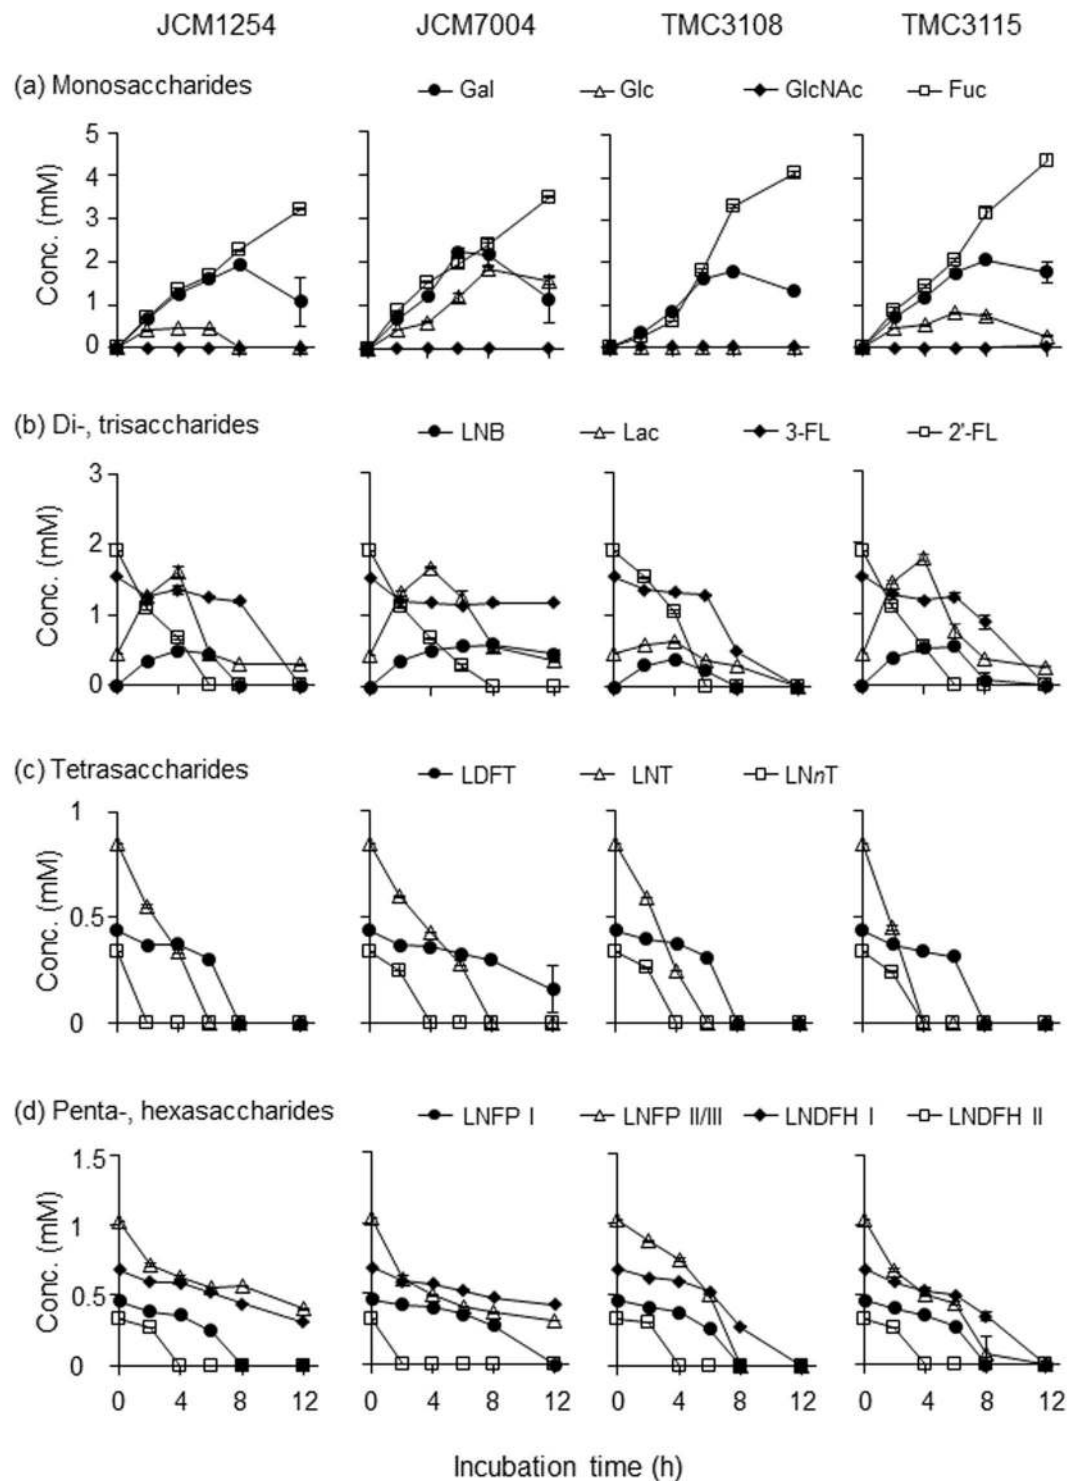 JCM1254 JCM7004 TMC3108 TMC3115
(a) Monosaccharides Gal Glc GlcNAc Fuc
5
4
3
2
1
0
Conc. (mM)
(b) Di-, trisaccharides LNB Lac 3-FL 2'-FL
3
2
1
0
Conc. (mM)
(c) Tetrasaccharides LDFT LNT LNnT
1
0.5
0
Conc. (mM)
(d) Penta-, hexasaccharides LNFP I LNFP II/III LNDFH I LNDFH II
1.5
1
0.5
0
Conc. (mM)
0 4 8 12 0 4 8 12 0 4 8 12 0 4 8 12
Incubation time (h)